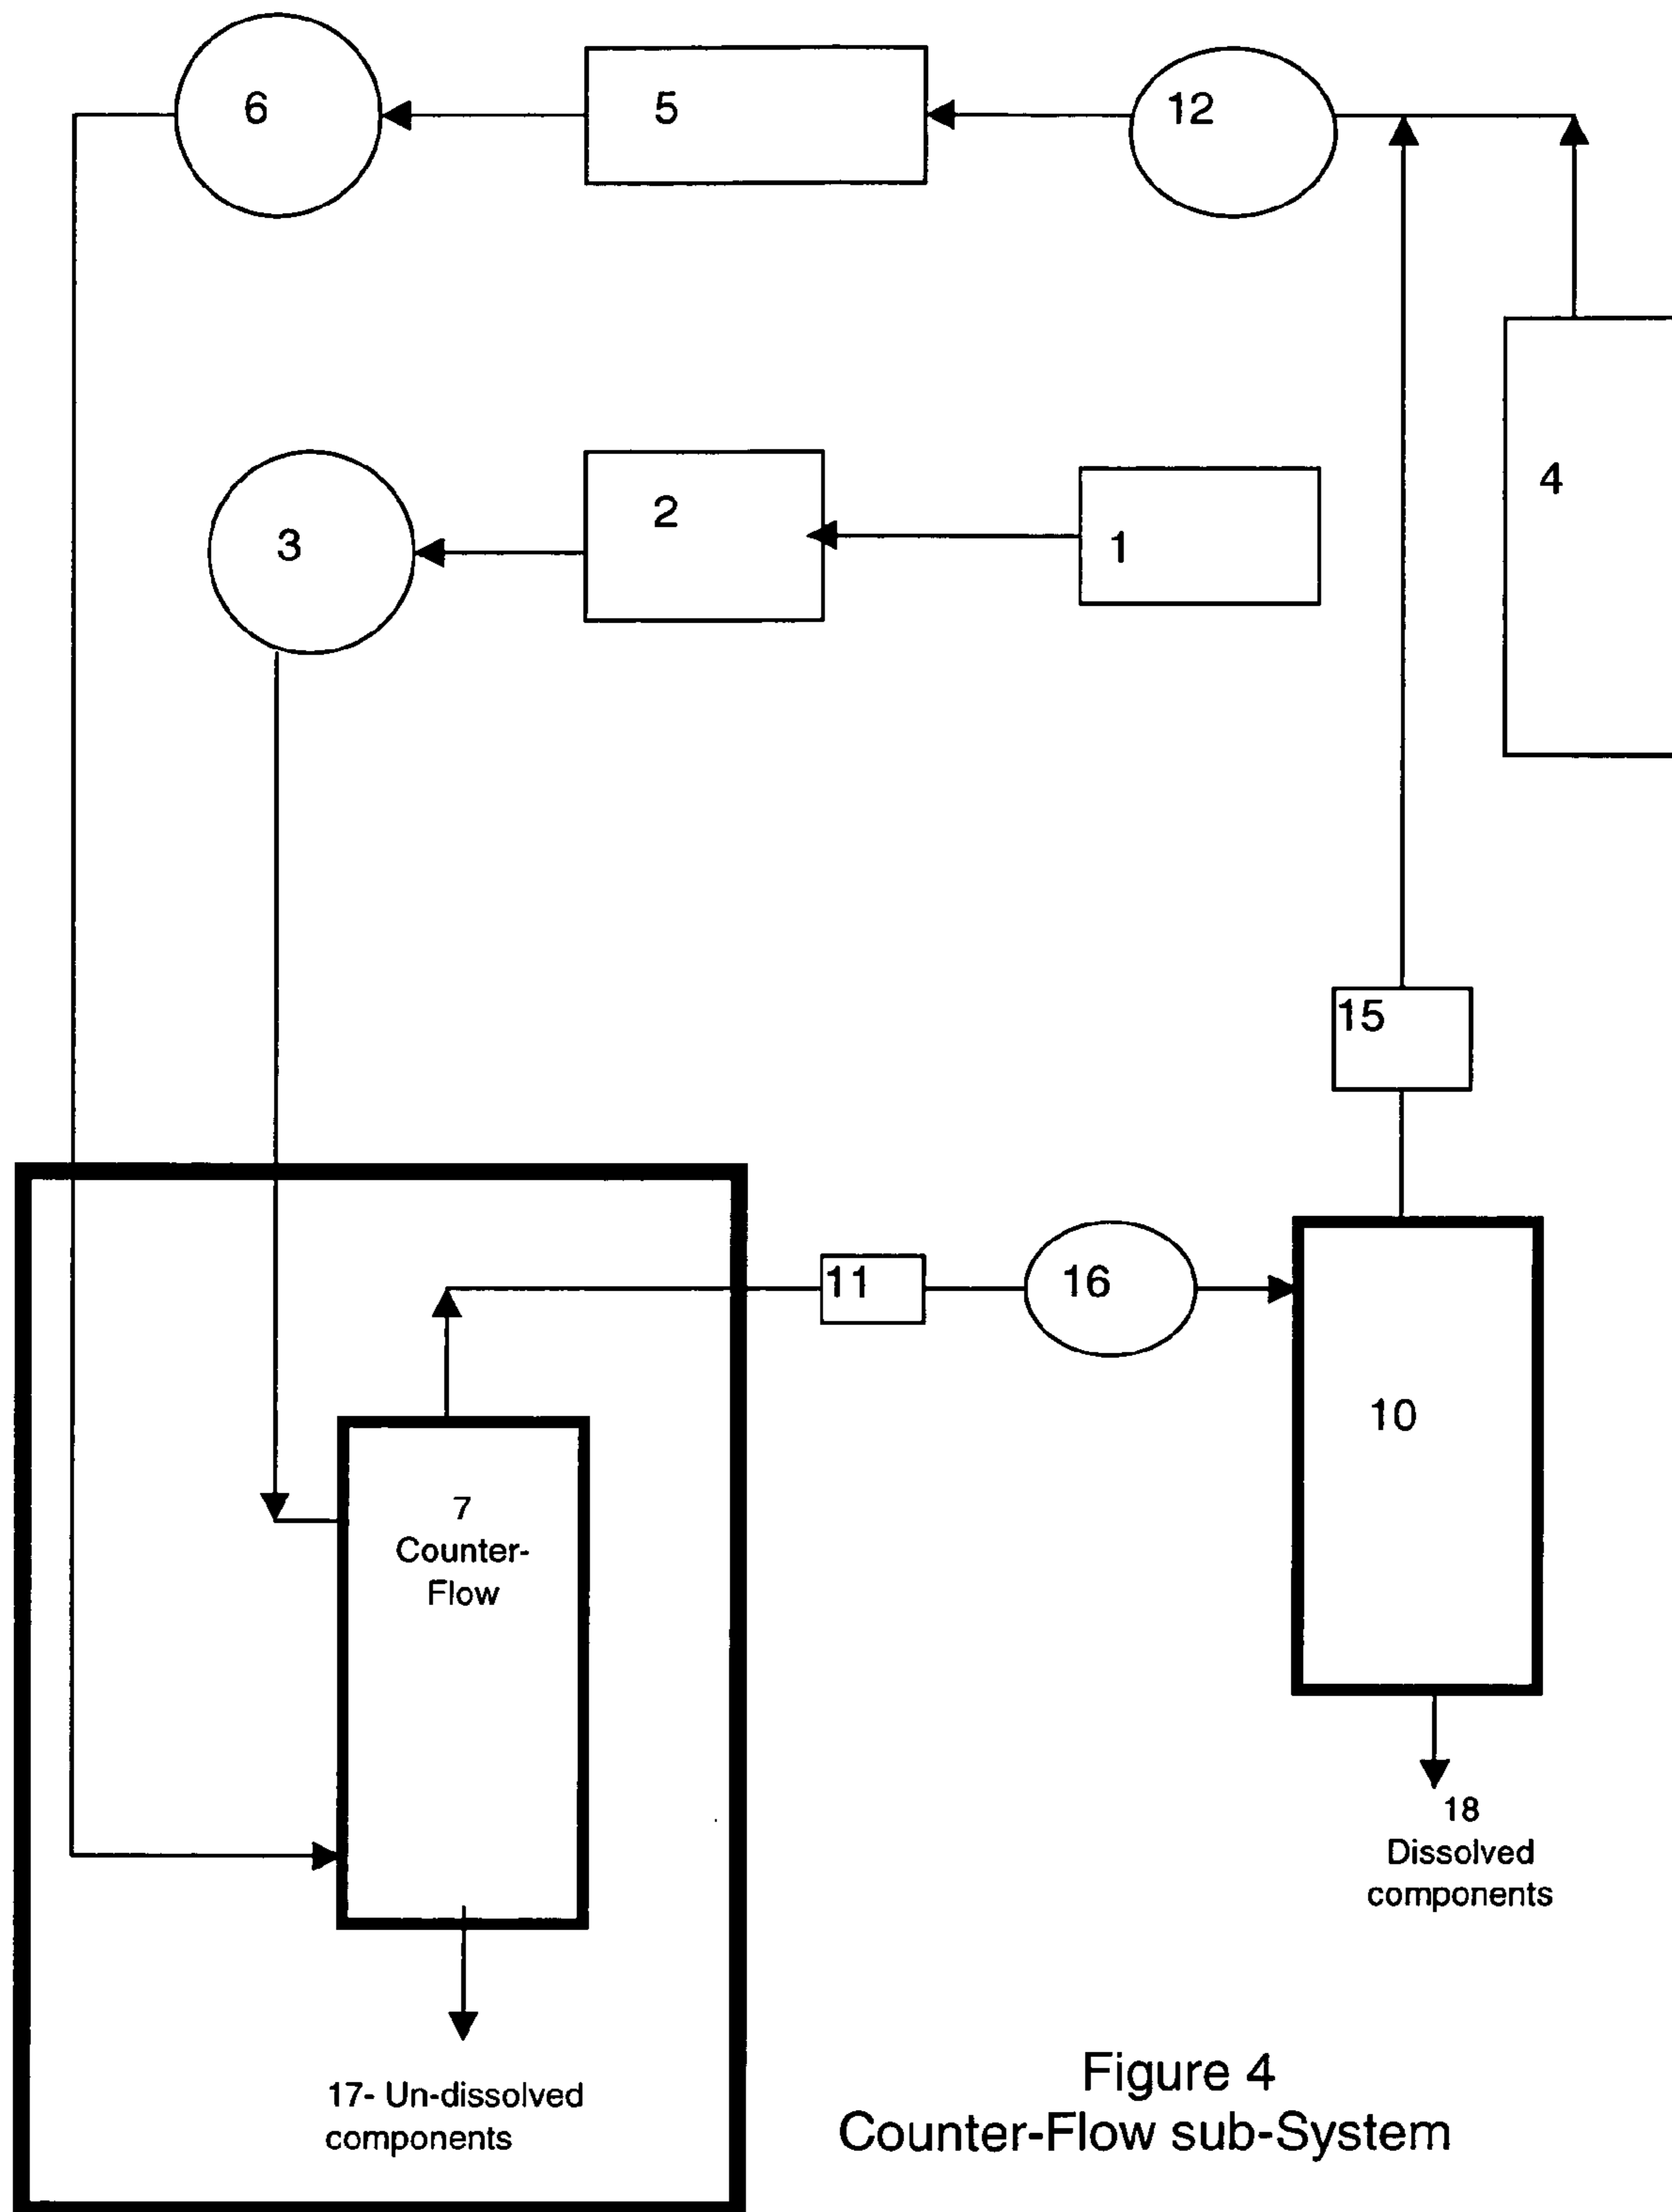 6
5
12
4
3
2
1
15
11
16
10
7
Counter-
Flow
18
Dissolved
components
17- Un-dissolved
components
Figure 4
Counter-Flow sub-System